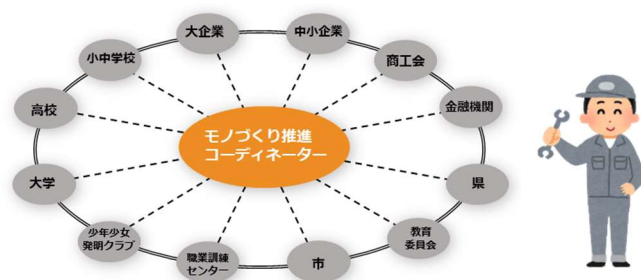 大企業
中小企業
小中学校
商工会
高校
金融機関
モノづくり推進
コーディネーター
大学
県
少年少女
発明クラブ
教育
委員会
職業訓練
センター
市